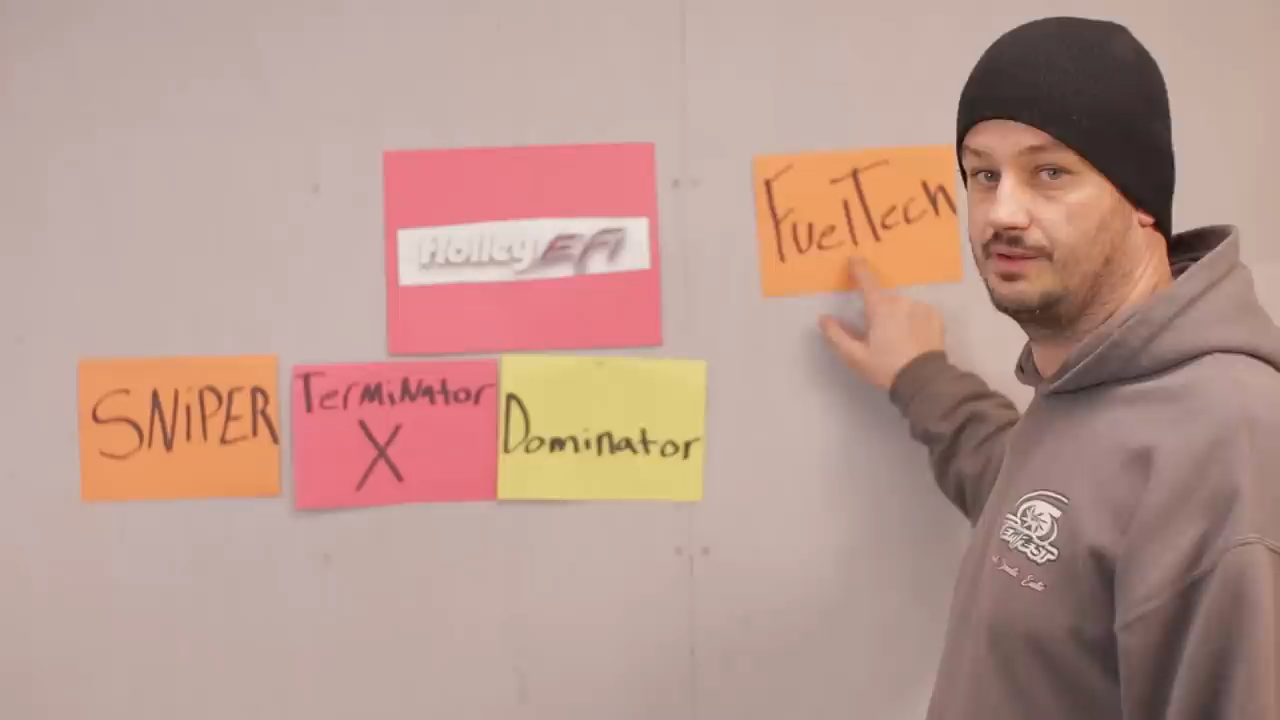 Holley EFI
FuelTech
SNiPER
TermiNator
X
Dominator